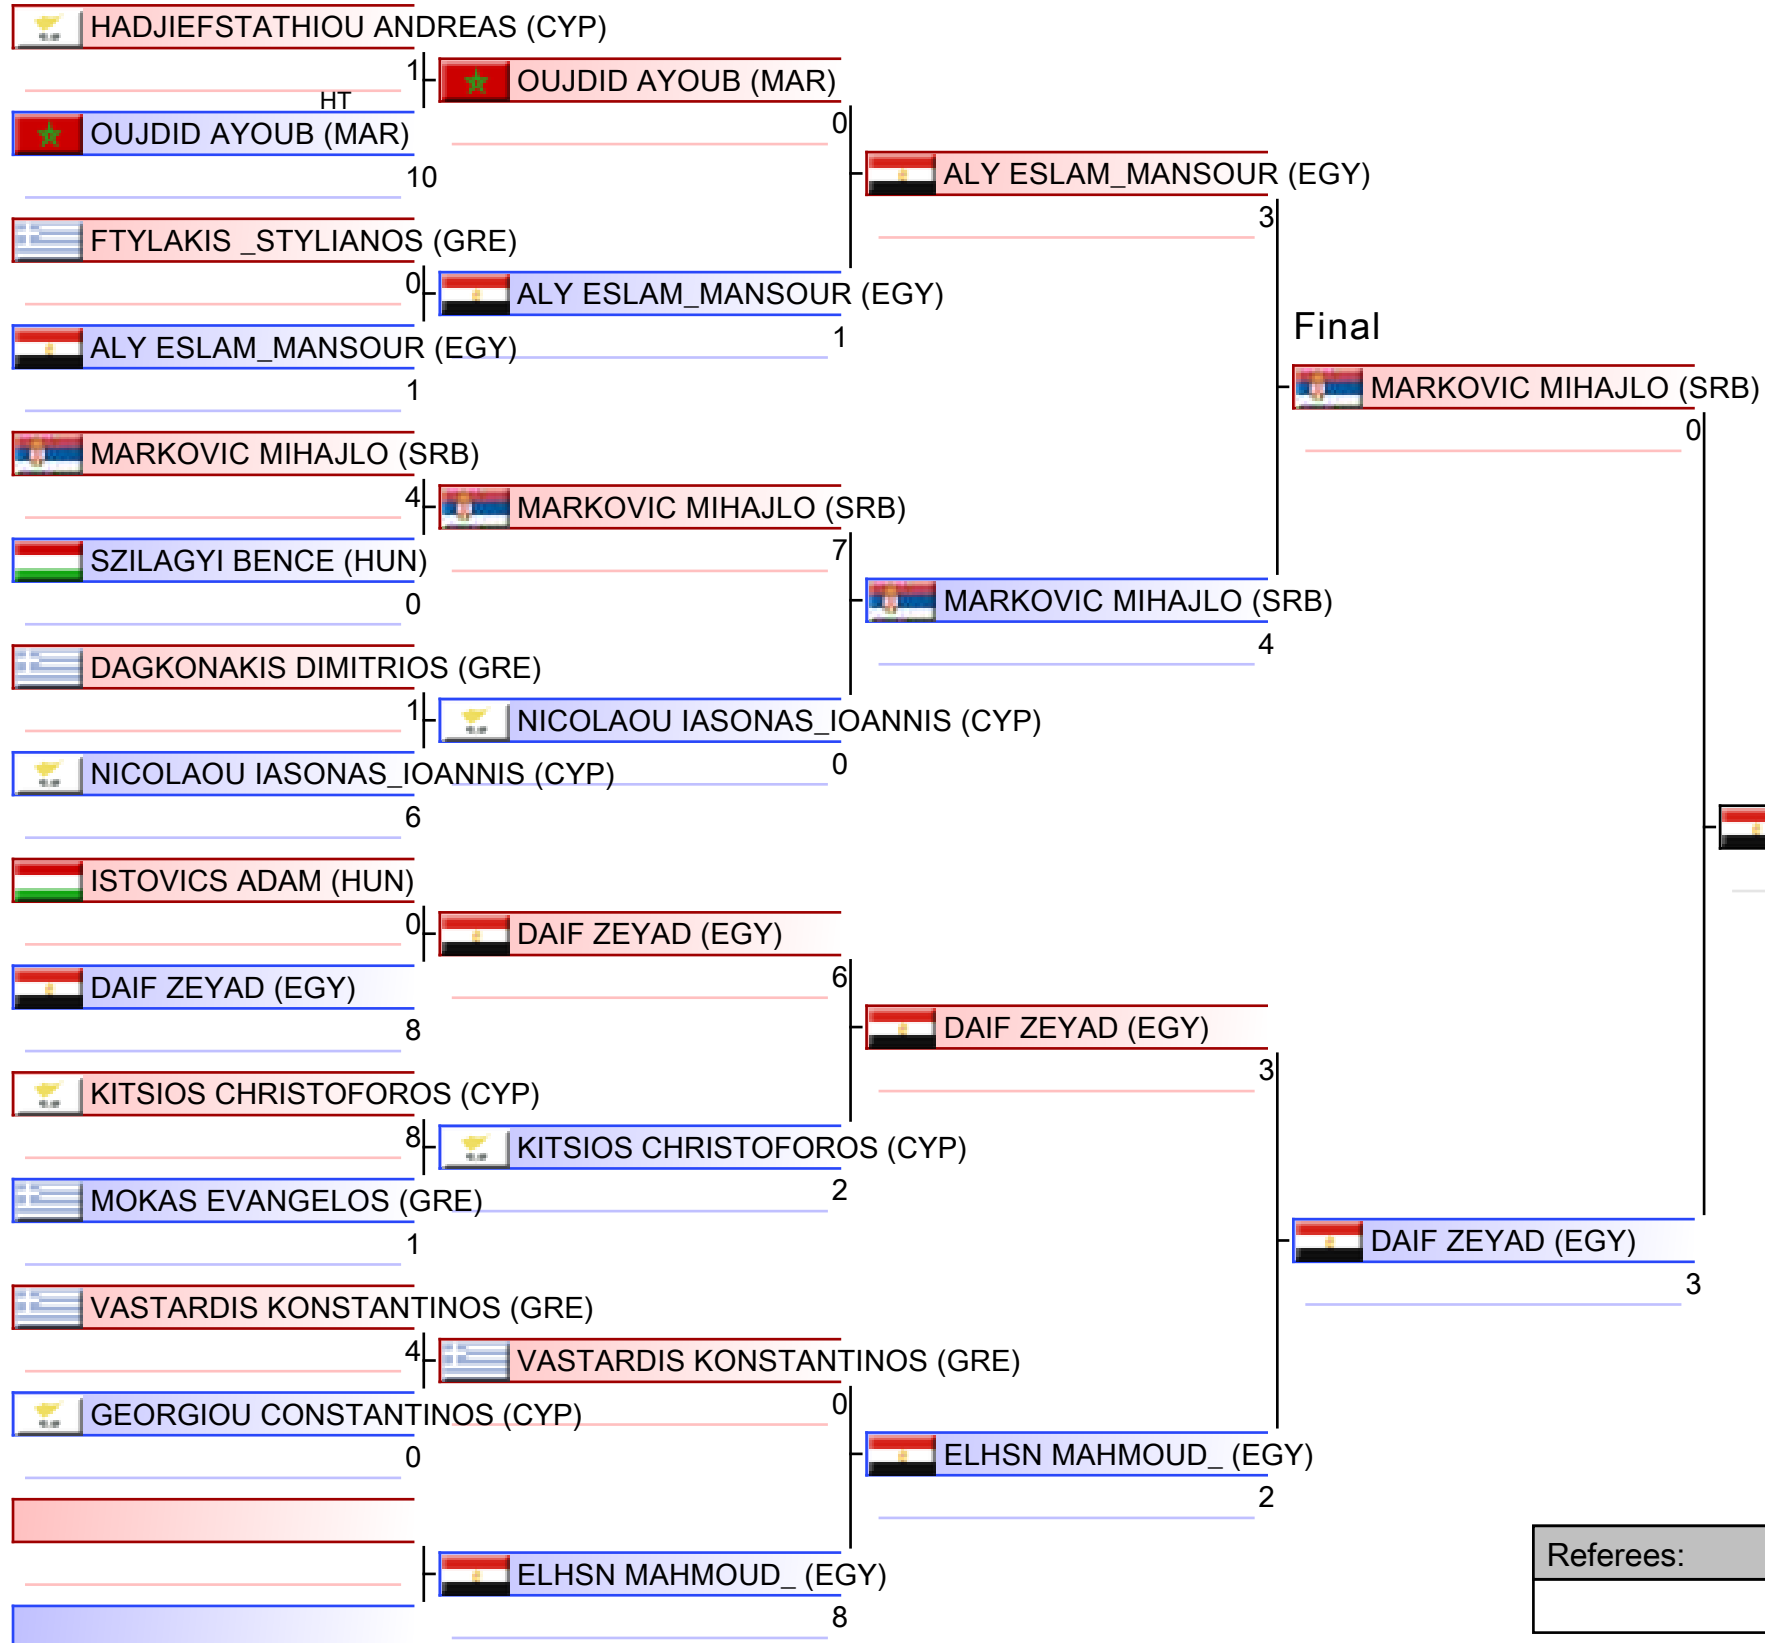 HADJIEFSTATHIOU ANDREAS (CYP)
1
OUJDID AYOUB (MAR)
HT
OUJDID AYOUB (MAR)
0
10
ALY ESLAM_MANSOUR (EGY)
3
FTYLAKIS _STYLIANOS (GRE)
0
ALY ESLAM_MANSOUR (EGY)
1
ALY ESLAM_MANSOUR (EGY)
1
Final
MARKOVIC MIHAJLO (SRB)
0
MARKOVIC MIHAJLO (SRB)
4
MARKOVIC MIHAJLO (SRB)
7
SZILAGYI BENCE (HUN)
0
MARKOVIC MIHAJLO (SRB)
4
DAGKONAKIS DIMITRIOS (GRE)
1
NICOLAOU IASONAS_IOANNIS (CYP)
0
NICOLAOU IASONAS_IOANNIS (CYP)
6
ISTOVICS ADAM (HUN)
0
DAIF ZEYAD (EGY)
6
DAIF ZEYAD (EGY)
8
DAIF ZEYAD (EGY)
3
KITSIOS CHRISTOFOROS (CYP)
8
KITSIOS CHRISTOFOROS (CYP)
2
MOKAS EVANGELOS (GRE)
1
DAIF ZEYAD (EGY)
3
VASTARDIS KONSTANTINOS (GRE)
4
VASTARDIS KONSTANTINOS (GRE)
0
GEORGIOU CONSTANTINOS (CYP)
0
ELHSN MAHMOUD_ (EGY)
2
ELHSN MAHMOUD_ (EGY)
8
Referees: